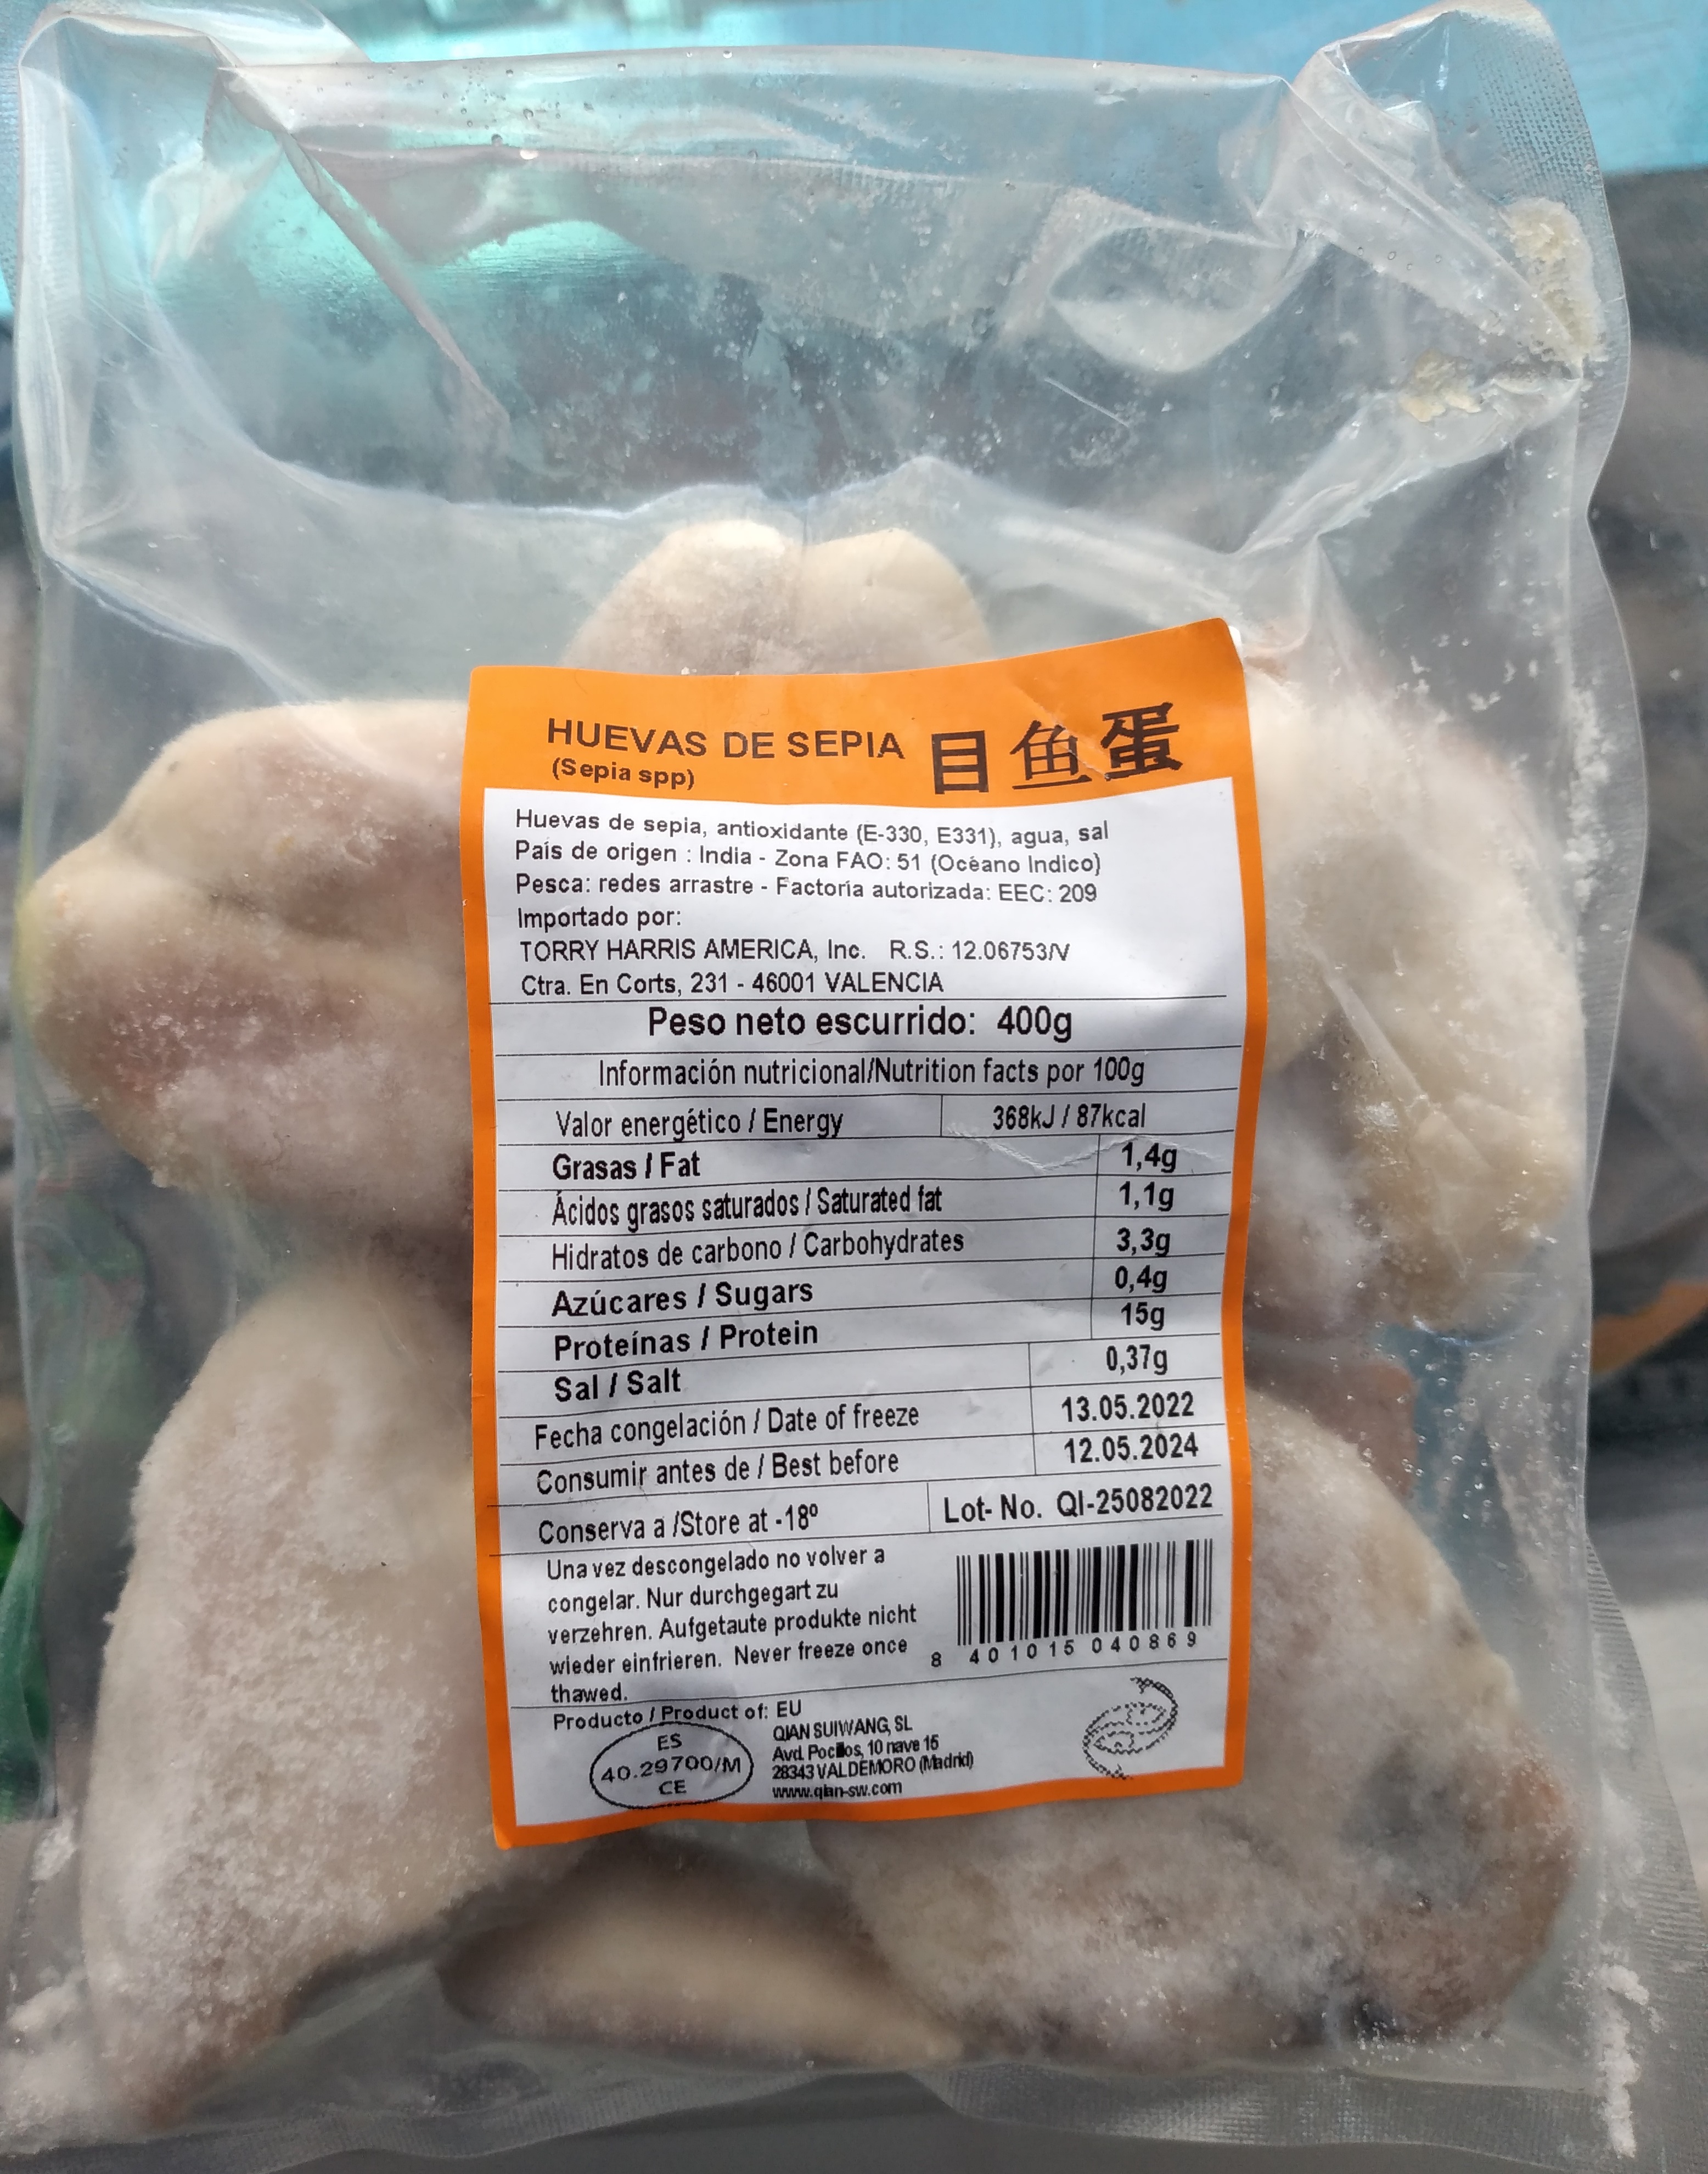 HUEVAS DE SEPIA 目鱼蛋
(Sepia spp)
Huevas de sepia, antioxidante (E-330, E331), agua, sal
País de origen : India - Zona FAO: 51 (Océano Indico)
Pesca: redes arrastre - Factoría autorizada: EEC: 209
Importado por:
TORRY HARRIS AMERICA, Inc. R.S.: 12.06753/V
Ctra. En Corts, 231 - 46001 VALENCIA
Peso neto escurrido: 400g
Información nutricional/Nutrition facts por 100g
Valor energético / Energy 368kJ / 87kcal
Grasas / Fat 1,4g
Ácidos grasos saturados / Saturated fat 1,1g
Hidratos de carbono / Carbohydrates 3,3g
Azúcares / Sugars 0,4g
Proteínas / Protein 15g
Sal / Salt 0,37g
Fecha congelación / Date of freeze 13.05.2022
Consumir antes de / Best before 12.05.2024
Conserva a /Store at -18º Lot- No. QI-25082022
Una vez descongelado no volver a
congelar. Nur durchgegart zu
verzehren. Aufgetaute produkte nicht
wieder einfrieren. Never freeze once
thawed.
8 401015 040869
Producto / Product of: EU
ES
40.29700/M
CE
QIAN SUIWANG, SL
Avd. Pocillos, 10 nave 15
28343 VALDEMORO (Madrid)
www.qian-sw.com